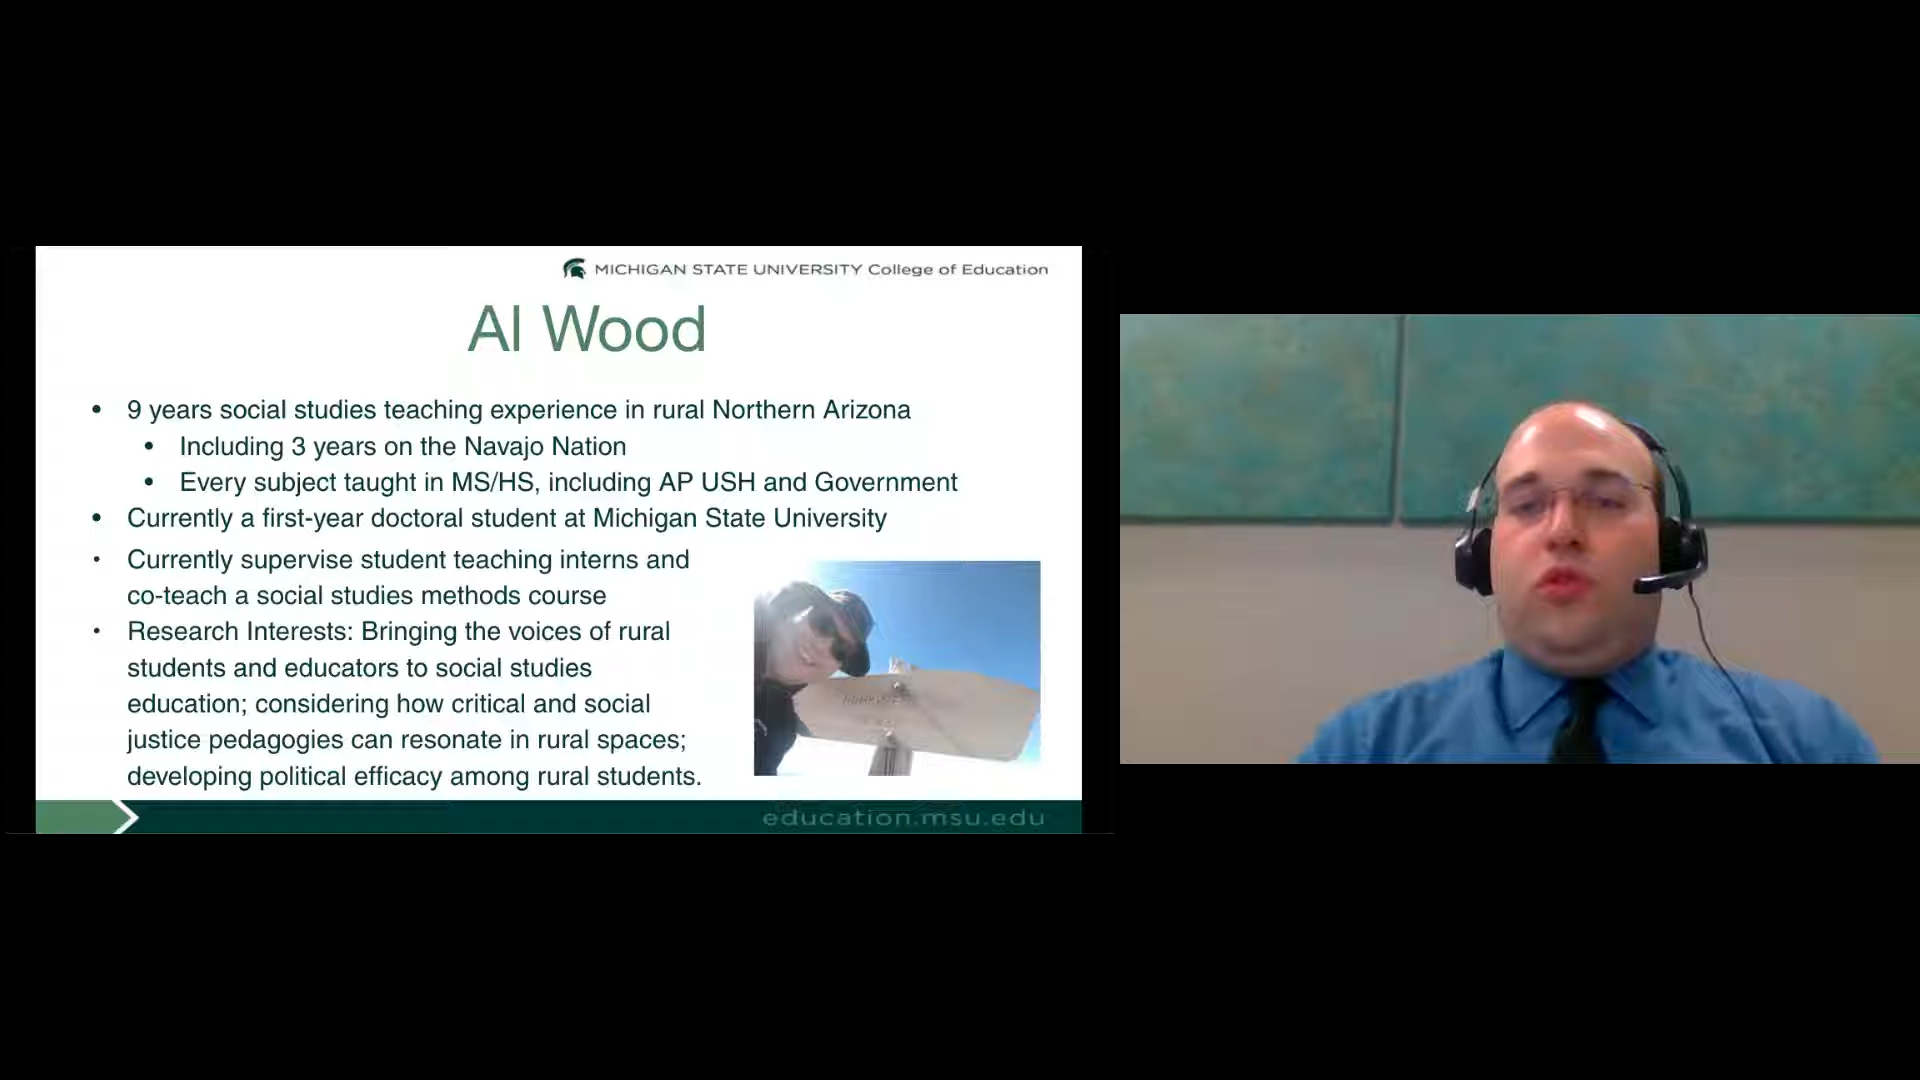 MICHIGAN STATE UNIVERSITY College of Education
Al Wood
• 9 years social studies teaching experience in rural Northern Arizona
• Including 3 years on the Navajo Nation
• Every subject taught in MS/HS, including AP USH and Government
• Currently a first-year doctoral student at Michigan State University
• Currently supervise student teaching interns and
co-teach a social studies methods course
• Research Interests: Bringing the voices of rural
students and educators to social studies
education; considering how critical and social
justice pedagogies can resonate in rural spaces;
developing political efficacy among rural students.
education.msu.edu